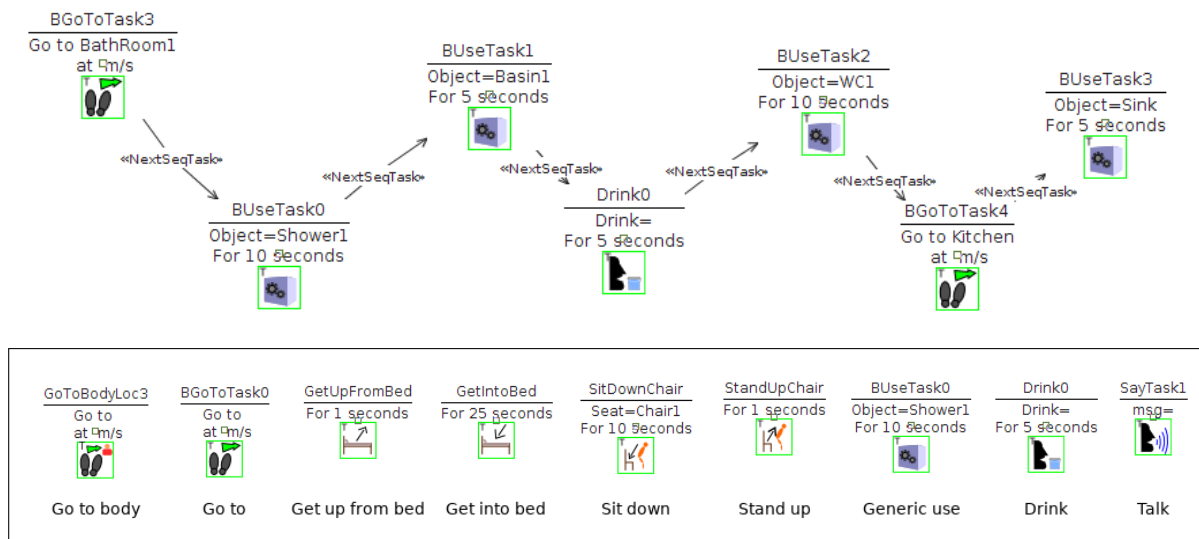 BGoToTask3
Go to BathRoom1
at m/s
«NextSeqTask»
BUseTask0
Object=Shower1
For 10 seconds
«NextSeqTask»
BUseTask1
Object=Basin1
For 5 seconds
«NextSeqTask»
Drink0
Drink=
For 5 seconds
«NextSeqTask»
BUseTask2
Object=WC1
For 10 seconds
«NextSeqTask»
BGoToTask4
Go to Kitchen
at m/s
«NextSeqTask»
BUseTask3
Object=Sink
For 5 seconds
GoToBodyLoc3
Go to
at m/s
Go to body
BGoToTask0
Go to
at m/s
Go to
GetUpFromBed
For 1 seconds
Get up from bed
GetIntoBed
For 25 seconds
Get into bed
SitDownChair
Seat=Chair1
For 10 seconds
Sit down
StandUpChair
For 1 seconds
Stand up
BUseTask0
Object=Shower1
For 10 seconds
Generic use
Drink0
Drink=
For 5 seconds
Drink
SayTask1
msg=
Talk